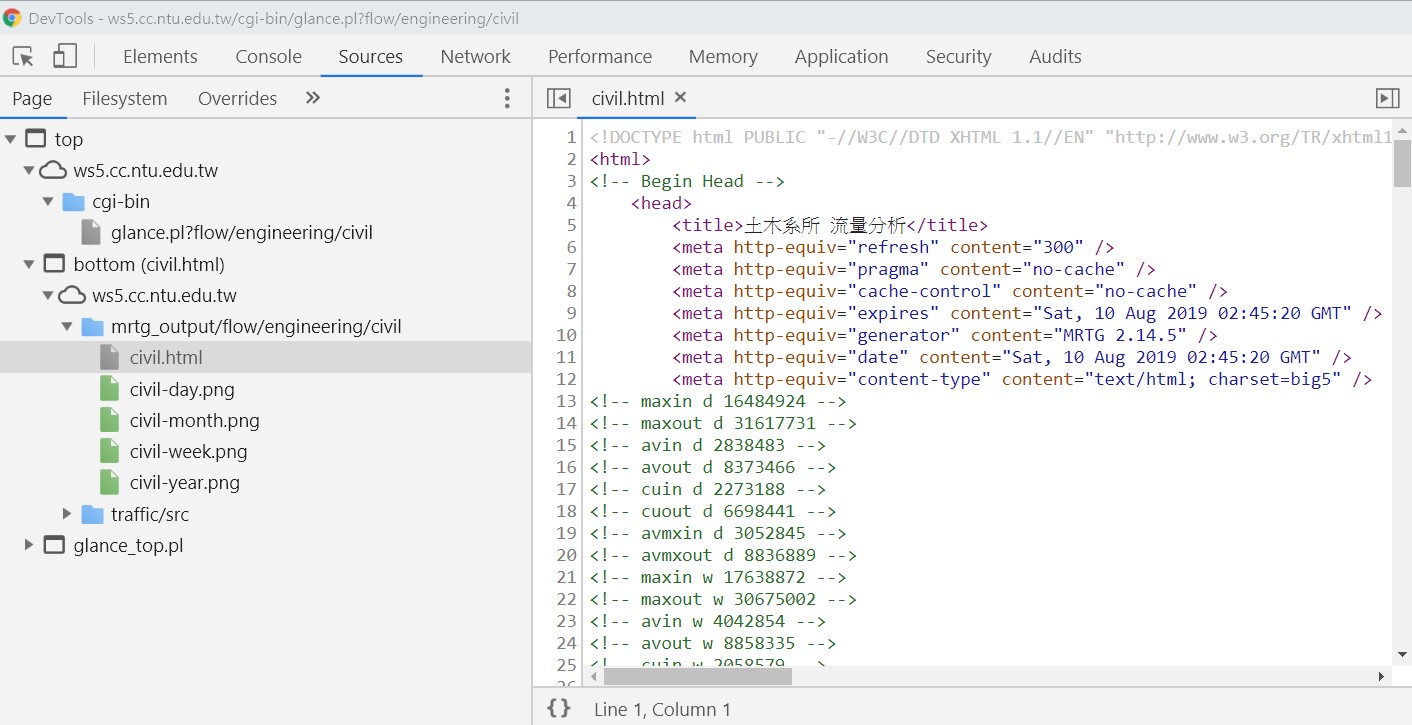 DevTools - ws5.cc.ntu.edu.tw/cgi-bin/glance.pl?flow/engineering/civil
Elements Console Sources Network Performance Memory Application Security Audits
Page Filesystem Overrides »
civil.html ×
top
ws5.cc.ntu.edu.tw
cgi-bin
glance.pl?flow/engineering/civil
bottom (civil.html)
ws5.cc.ntu.edu.tw
mrtg_output/flow/engineering/civil
civil.html
civil-day.png
civil-month.png
civil-week.png
civil-year.png
traffic/src
glance_top.pl
1 <!DOCTYPE html PUBLIC "-//W3C//DTD XHTML 1.1//EN" "http://www.w3.org/TR/xhtml1
2 <html>
3 <!-- Begin Head -->
4 <head>
5 <title>土木系所 流量分析</title>
6 <meta http-equiv="refresh" content="300" />
7 <meta http-equiv="pragma" content="no-cache" />
8 <meta http-equiv="cache-control" content="no-cache" />
9 <meta http-equiv="expires" content="Sat, 10 Aug 2019 02:45:20 GMT" />
10 <meta http-equiv="generator" content="MRTG 2.14.5" />
11 <meta http-equiv="date" content="Sat, 10 Aug 2019 02:45:20 GMT" />
12 <meta http-equiv="content-type" content="text/html; charset=big5" />
13 <!-- maxin d 16484924 -->
14 <!-- maxout d 31617731 -->
15 <!-- avin d 2838483 -->
16 <!-- avout d 8373466 -->
17 <!-- cuin d 2273188 -->
18 <!-- cuout d 6698441 -->
19 <!-- avmxin d 3052845 -->
20 <!-- avmxout d 8836889 -->
21 <!-- maxin w 17638872 -->
22 <!-- maxout w 30675002 -->
23 <!-- avin w 4042854 -->
24 <!-- avout w 8858335 -->
25 <!-- cuin w 2058579 -->
26
{} Line 1, Column 1